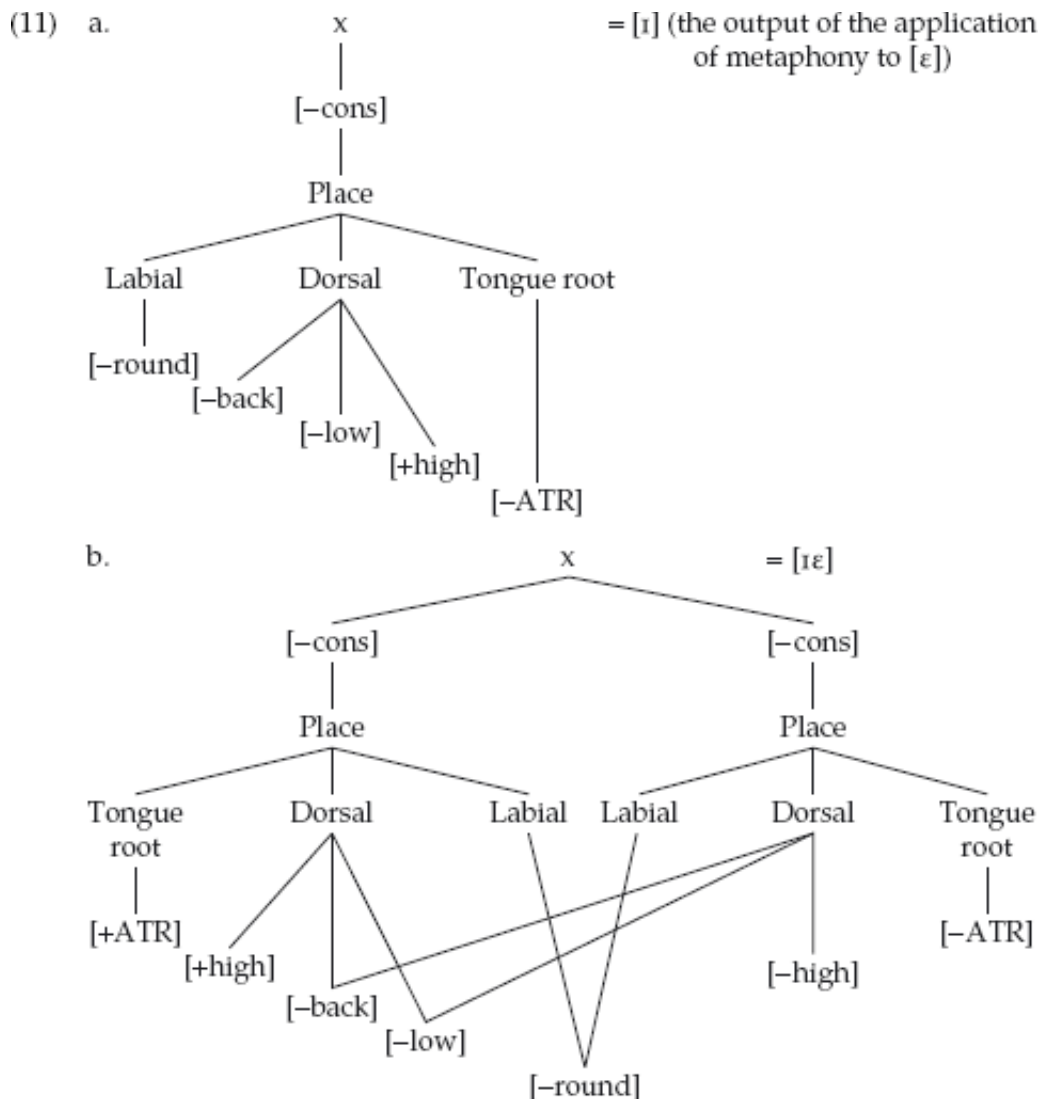 (11) a. x = [ɪ] (the output of the application
of metaphony to [ɛ])
[–cons]
Place
Labial Dorsal Tongue root
[–round]
[–back]
[–low]
[+high]
[–ATR]
b. x = [ɪɛ]
[–cons] [–cons]
Place Place
Tongue root Dorsal Labial Labial Dorsal Tongue root
[+ATR] [–ATR]
[+high] [–high]
[–back]
[–low]
[–round]